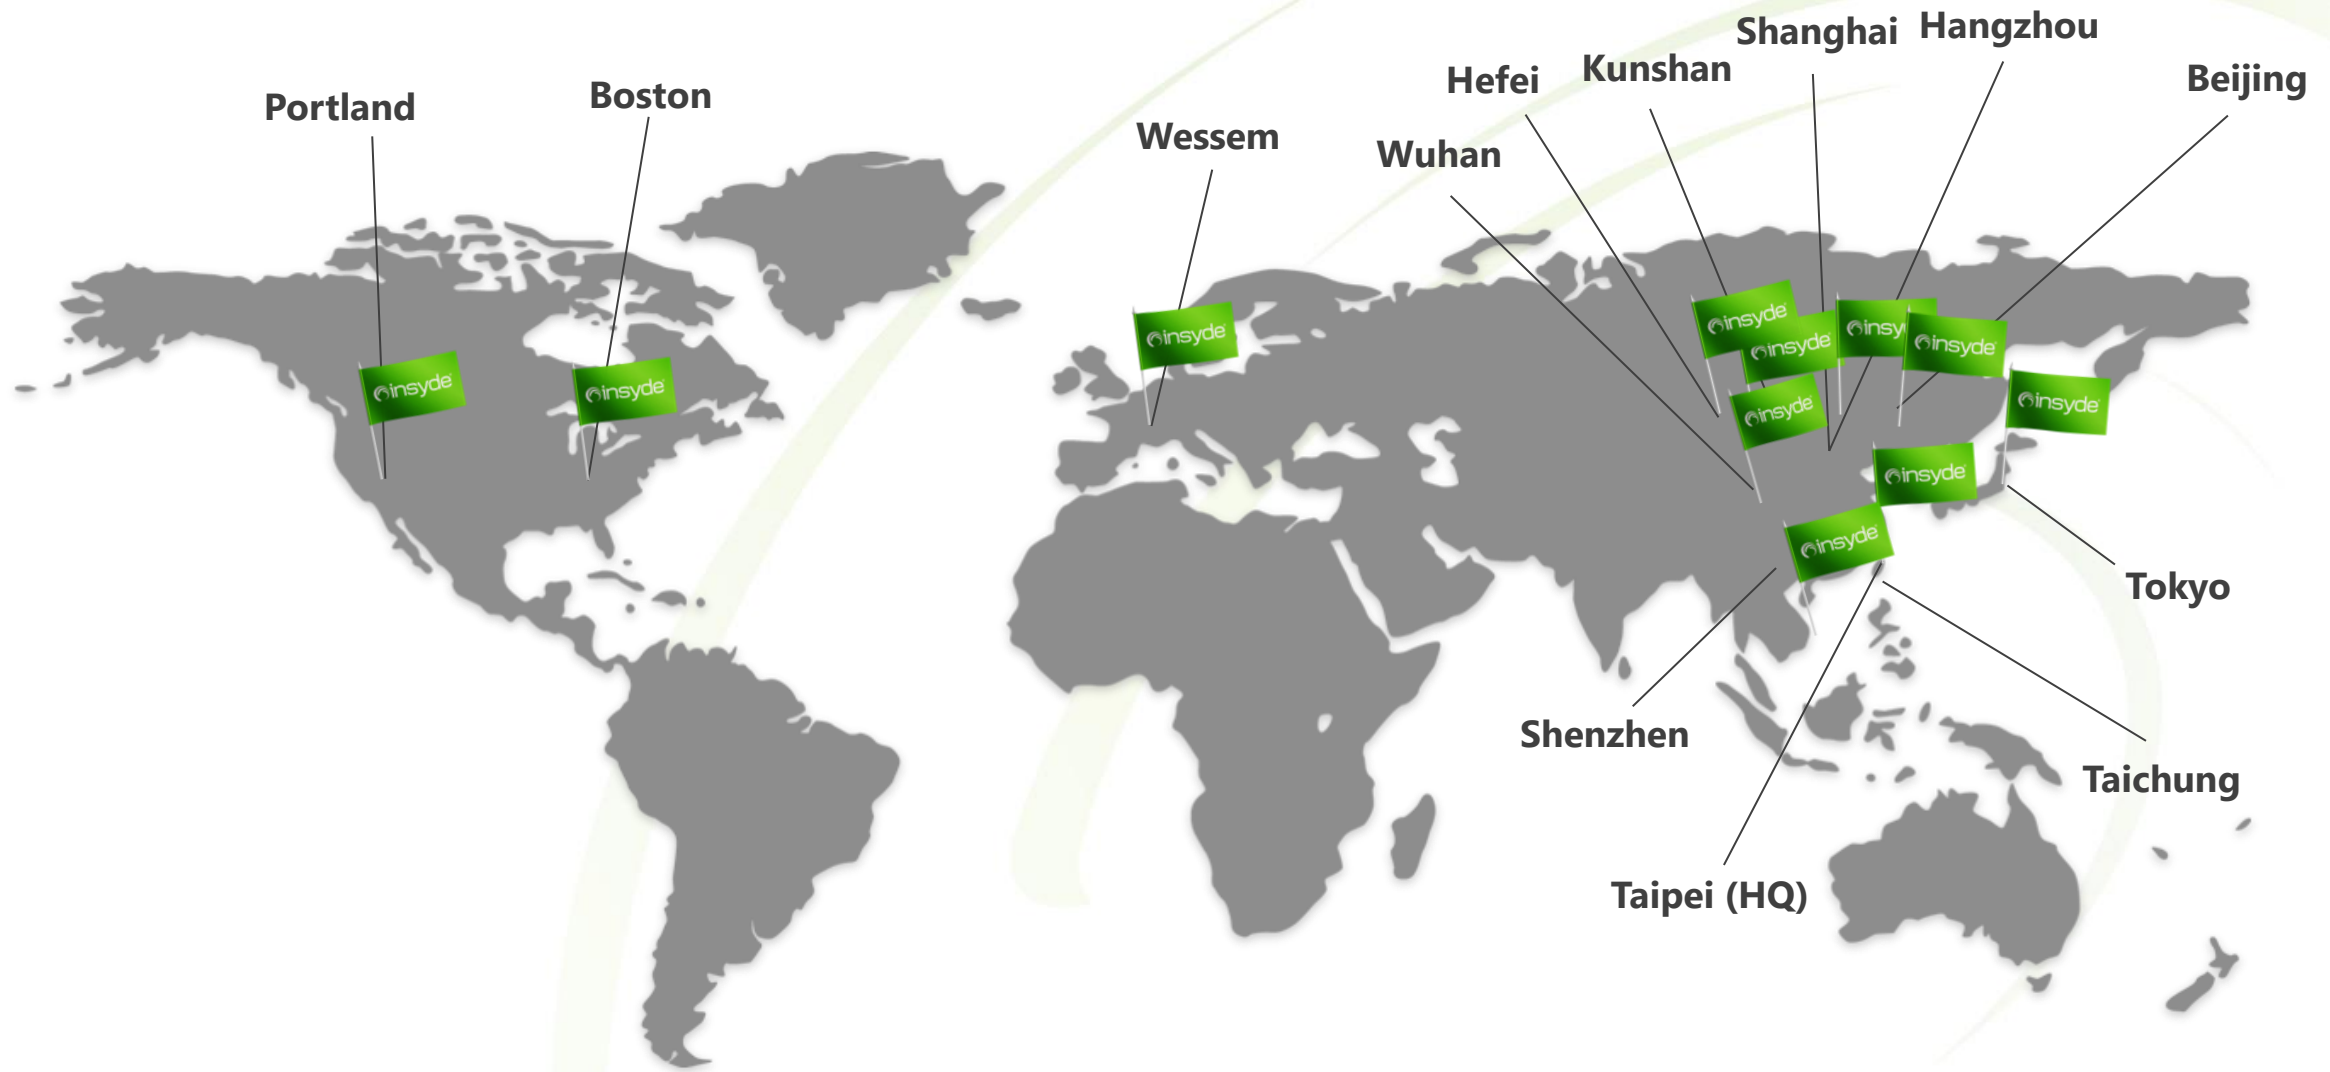 Shanghai
Hangzhou
Hefei
Kunshan
Beijing
Portland
Boston
Wessem
Wuhan
insyde
insyde
insyde
insyde
insyde
insy
insyde
insyde
insyde
insyde
insyde
Tokyo
Shenzhen
Taichung
Taipei (HQ)